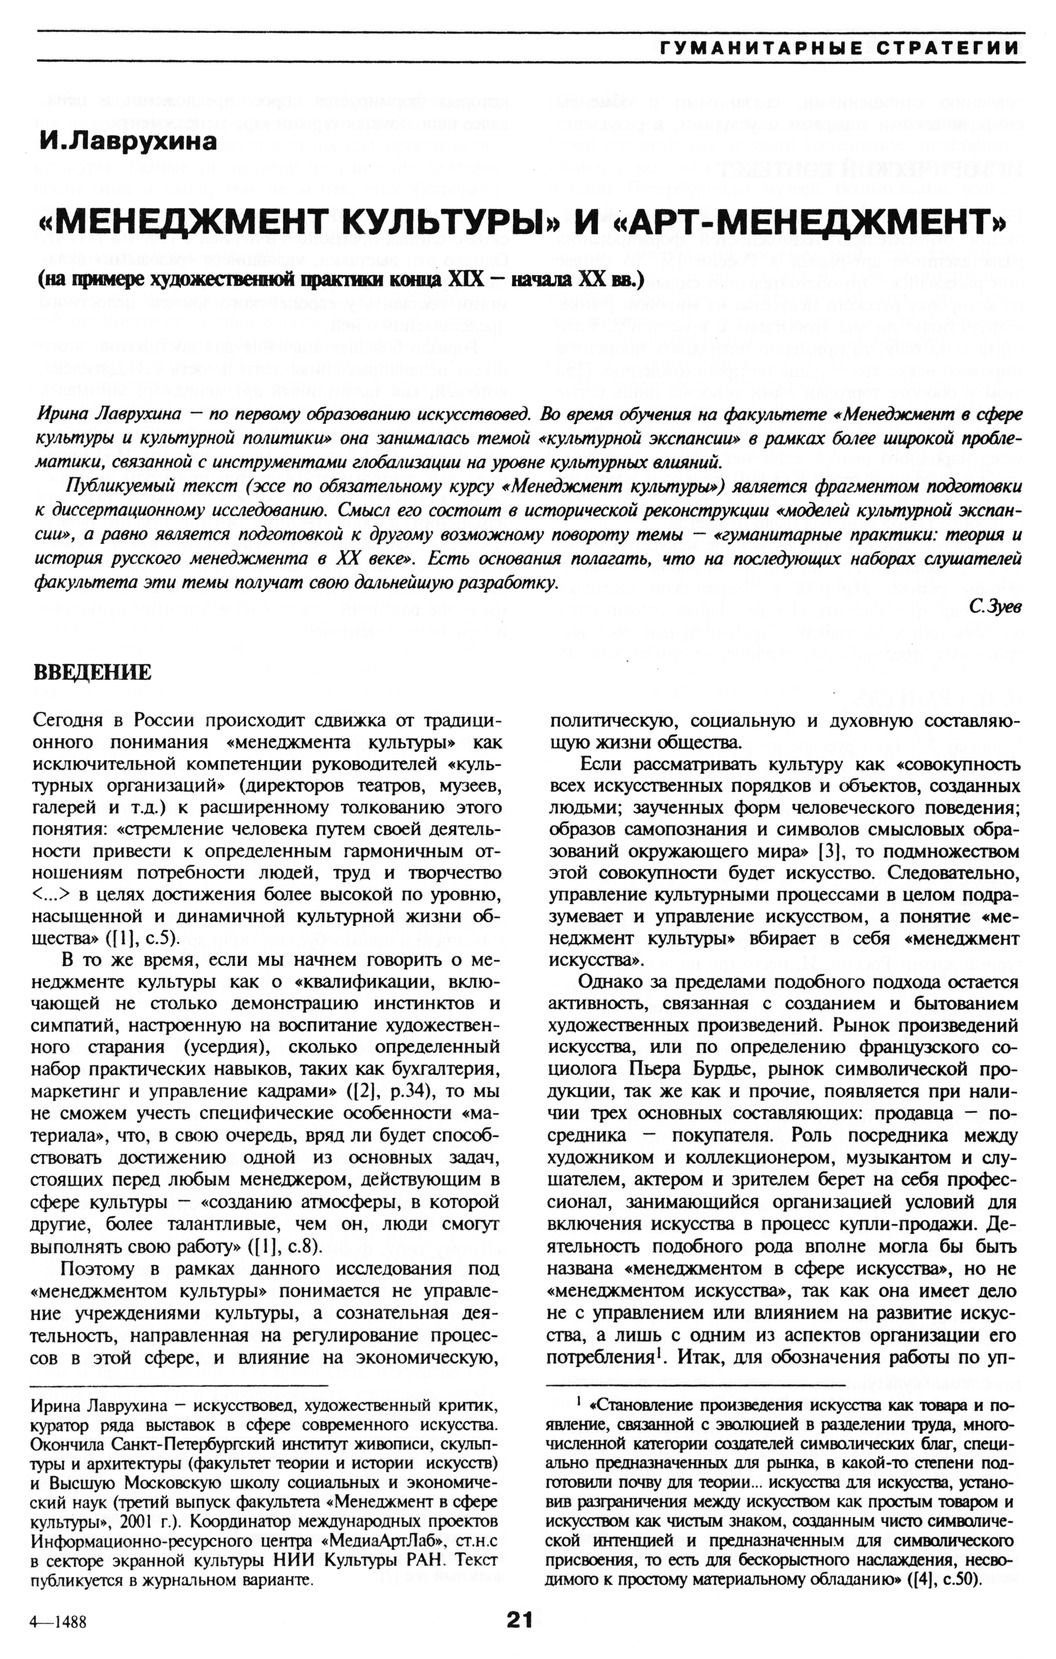 ГУМАНИТАРНЫЕ СТРАТЕГИИ
И.Лаврухина
«МЕНЕДЖМЕНТ КУЛЬТУРЫ» И «АРТ-МЕНЕДЖМЕНТ»
(на примере художественной практики конца XIX — начала XX вв.)
Ирина Лаврухина — по первому образованию искусствовед. Во время обучения на факультете «Менеджмент в сфере
культуры и культурной политики» она занималась темой «культурной экспансии» в рамках более широкой пробле-
матики, связанной с инструментами глобализации на уровне культурных влияний.
Публикуемый текст (эссе по обязательному курсу «Менеджмент культуры») является фрагментом подготовки
к диссертационному исследованию. Смысл его состоит в исторической реконструкции «моделей культурной экспан-
сии», а равно является подготовкой к другому возможному повороту темы — «гуманитарные практики: теория и
история русского менеджмента в XX веке». Есть основания полагать, что на последующих наборах слушателей
факультета эти темы получат свою дальнейшую разработку.
С.Зуев
ВВЕДЕНИЕ
Сегодня в России происходит сдвижка от традици-
онного понимания «менеджмента культуры» как
исключительной компетенции руководителей «куль-
турных организаций» (директоров театров, музеев,
галерей и т.д.) к расширенному толкованию этого
понятия: «стремление человека путем своей деятель-
ности привести к определенным гармоничным от-
ношениям потребности людей, труд и творчество
<...> в целях достижения более высокой по уровню,
насыщенной и динамичной культурной жизни об-
щества» ([1], с.5).
В то же время, если мы начнем говорить о ме-
неджменте культуры как о «квалификации, вклю-
чающей не столько демонстрацию инстинктов и
симпатий, настроенную на воспитание художествен-
ного старания (усердия), сколько определенный
набор практических навыков, таких как бухгалтерия,
маркетинг и управление кадрами» ([2], p.34), то мы
не сможем учесть специфические особенности «ма-
териала», что, в свою очередь, вряд ли будет способ-
ствовать достижению одной из основных задач,
стоящих перед любым менеджером, действующим в
сфере культуры — «созданию атмосферы, в которой
другие, более талантливые, чем он, люди смогут
выполнять свою работу» ([1], с.8).
Поэтому в рамках данного исследования под
«менеджментом культуры» понимается не управле-
ние учреждениями культуры, а сознательная дея-
тельность, направленная на регулирование процес-
сов в этой сфере, и влияние на экономическую,
политическую, социальную и духовную составляю-
щую жизни общества.
Если рассматривать культуру как «совокупность
всех искусственных порядков и объектов, созданных
людьми; заученных форм человеческого поведения;
образов самопознания и символов смысловых обра-
зований окружающего мира» [3], то подмножеством
этой совокупности будет искусство. Следовательно,
управление культурными процессами в целом подра-
зумевает и управление искусством, а понятие «ме-
неджмент культуры» вбирает в себя «менеджмент
искусства».
Однако за пределами подобного подхода остается
активность, связанная с созданием и бытованием
художественных произведений. Рынок произведений
искусства, или по определению французского со-
циолога Пьера Бурдье, рынок символической про-
дукции, так же как и прочие, появляется при нали-
чии трех основных составляющих: продавца — по-
средника — покупателя. Роль посредника между
художником и коллекционером, музыкантом и слу-
шателем, актером и зрителем берет на себя профес-
сионал, занимающийся организацией условий для
включения искусства в процесс купли-продажи. Де-
ятельность подобного рода вполне могла бы быть
названа «менеджментом в сфере искусства», но не
«менеджментом искусства», так как она имеет дело
не с управлением или влиянием на развитие искус-
ства, а лишь с одним из аспектов организации его
потребления¹. Итак, для обозначения работы по уп-
Ирина Лаврухина — искусствовед, художественный критик,
куратор ряда выставок в сфере современного искусства.
Окончила Санкт-Петербургский институт живописи, скульп-
туры и архитектуры (факультет теории и истории искусств)
и Высшую Московскую школу социальных и экономиче-
ский наук (третий выпуск факультета «Менеджмент в сфере
культуры», 2001 г.). Координатор международных проектов
Информационно-ресурсного центра «МедиаАртЛаб», ст.н.с
в секторе экранной культуры НИИ Культуры РАН. Текст
публикуется в журнальном варианте.
¹ «Становление произведения искусства как товара и по-
явление, связанной с эволюцией в разделении труда, много-
численной категории создателей символических благ, специ-
ально предназначенных для рынка, в какой-то степени под-
готовили почву для теории... искусства для искусства, устано-
вив разграничения между искусством как простым товаром и
искусством как чистым знаком, созданным чисто символиче-
ской интенцией и предназначенным для символического
присвоения, то есть для бескорыстного наслаждения, несво-
димого к простому материальному обладанию» ([4], с.50).
4—1488
21